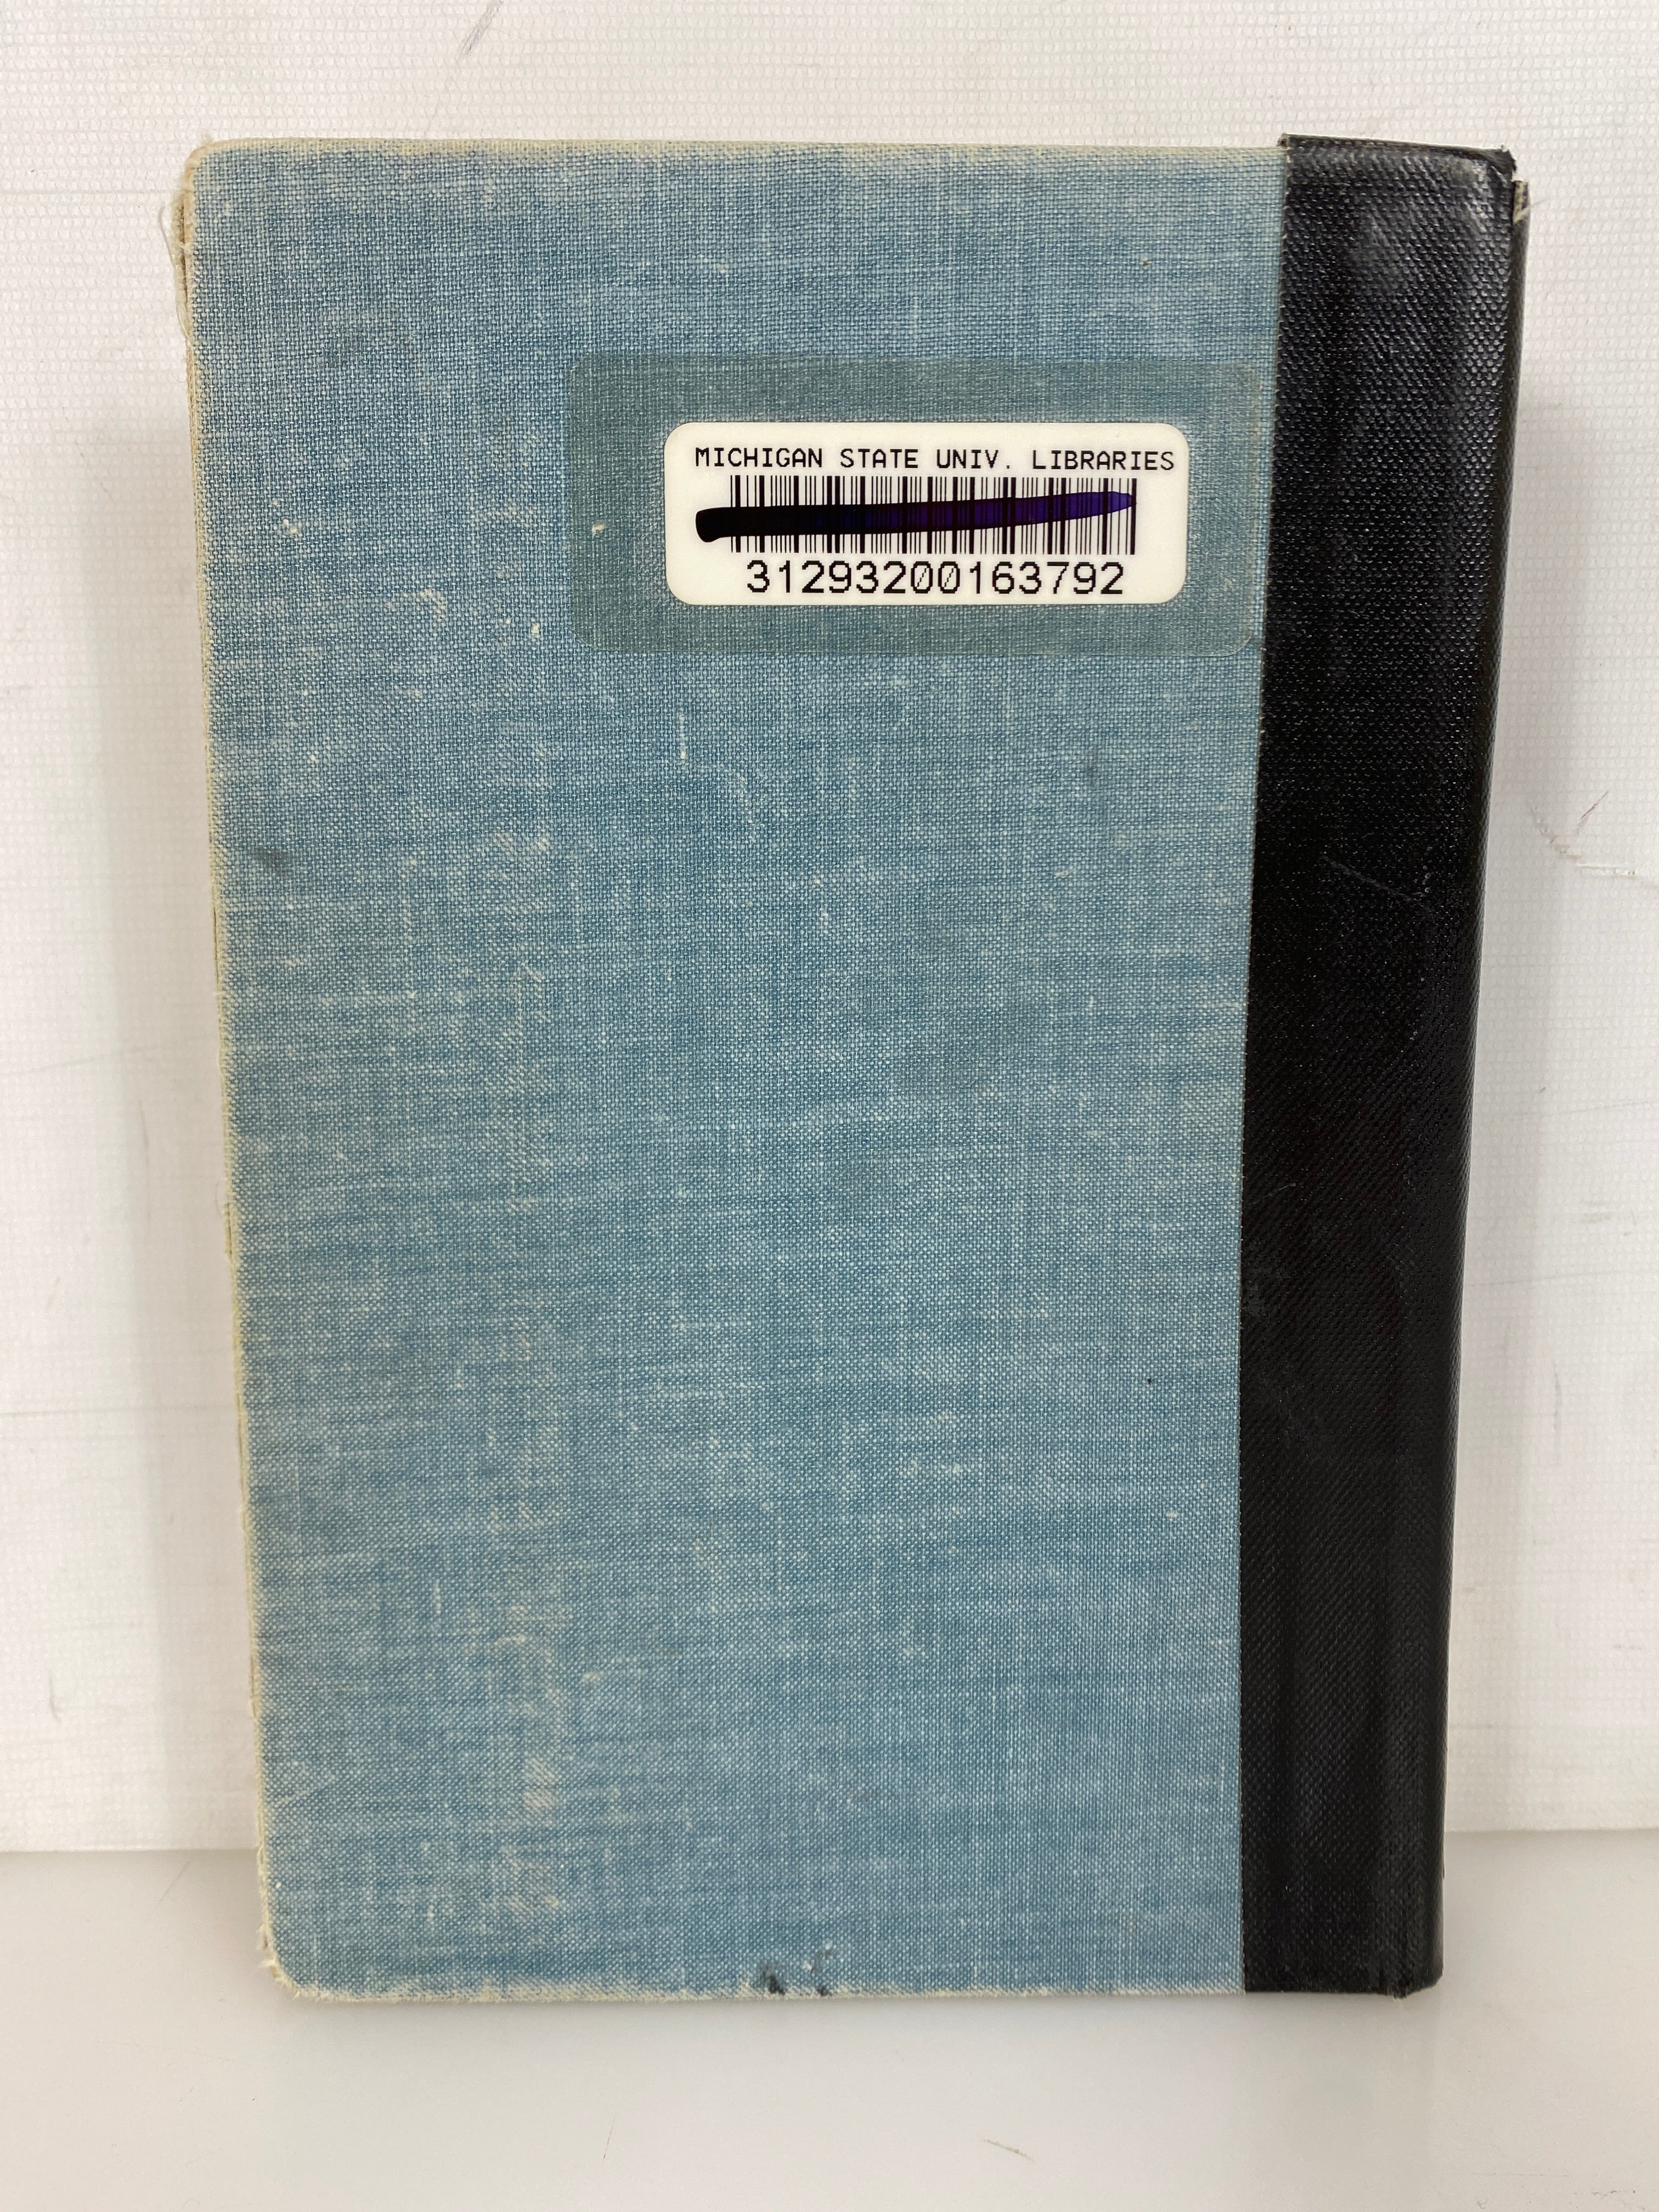 MICHIGAN STATE UNIV. LIBRARIES
31293200163792